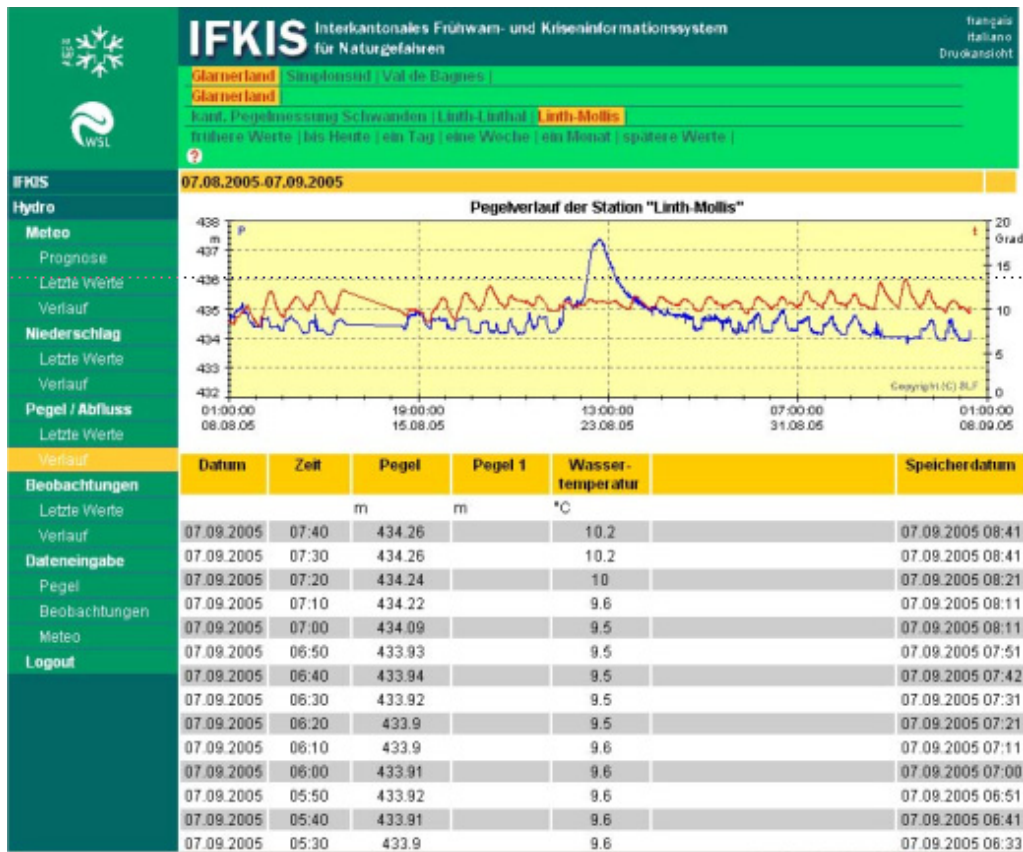 WSL
IFKIS Interkantonales Frühwarn- und Kriseninformationssystem
für Naturgefahren
français
italiano
Druckansicht
Glarnerland | Simplonsüd | Val de Bagnes |
Glarnerland |
kant. Pegelmessung Schwanden | Linth-Linthal | Linth-Mollis |
frühere Werte | bis Heute | ein Tag | eine Woche | ein Monat | spätere Werte |
?
IFKIS
Hydro
Meteo
Prognose
Letzte Werte
Verlauf
Niederschlag
Letzte Werte
Verlauf
Pegel / Abfluss
Letzte Werte
Verlauf
Beobachtungen
Letzte Werte
Verlauf
Dateneingabe
Pegel
Beobachtungen
Meteo
Logout
07.08.2005-07.09.2005
Pegelverlauf der Station "Linth-Mollis"
438 P t 20
m Grad
437
436 15
435 10
434
433 5
432 0
Copyright (C) SLF
01:00:00 19:00:00 13:00:00 07:00:00 01:00:00
08.08.05 15.08.05 23.08.05 31.08.05 08.09.05
Datum Zeit Pegel Pegel 1 Wasser- Speicherdatum
temperatur
m m °C
07.09.2005 07:40 434.26 10.2 07.09.2005 08:41
07.09.2005 07:30 434.26 10.2 07.09.2005 08:41
07.09.2005 07:20 434.24 10 07.09.2005 08:21
07.09.2005 07:10 434.22 9.6 07.09.2005 08:11
07.09.2005 07:00 434.09 9.5 07.09.2005 08:11
07.09.2005 06:50 433.93 9.5 07.09.2005 07:51
07.09.2005 06:40 433.94 9.5 07.09.2005 07:42
07.09.2005 06:30 433.92 9.5 07.09.2005 07:31
07.09.2005 06:20 433.9 9.5 07.09.2005 07:21
07.09.2005 06:10 433.9 9.6 07.09.2005 07:11
07.09.2005 06:00 433.91 9.6 07.09.2005 07:00
07.09.2005 05:50 433.92 9.6 07.09.2005 06:51
07.09.2005 05:40 433.91 9.6 07.09.2005 06:41
07.09.2005 05:30 433.9 9.6 07.09.2005 06:33